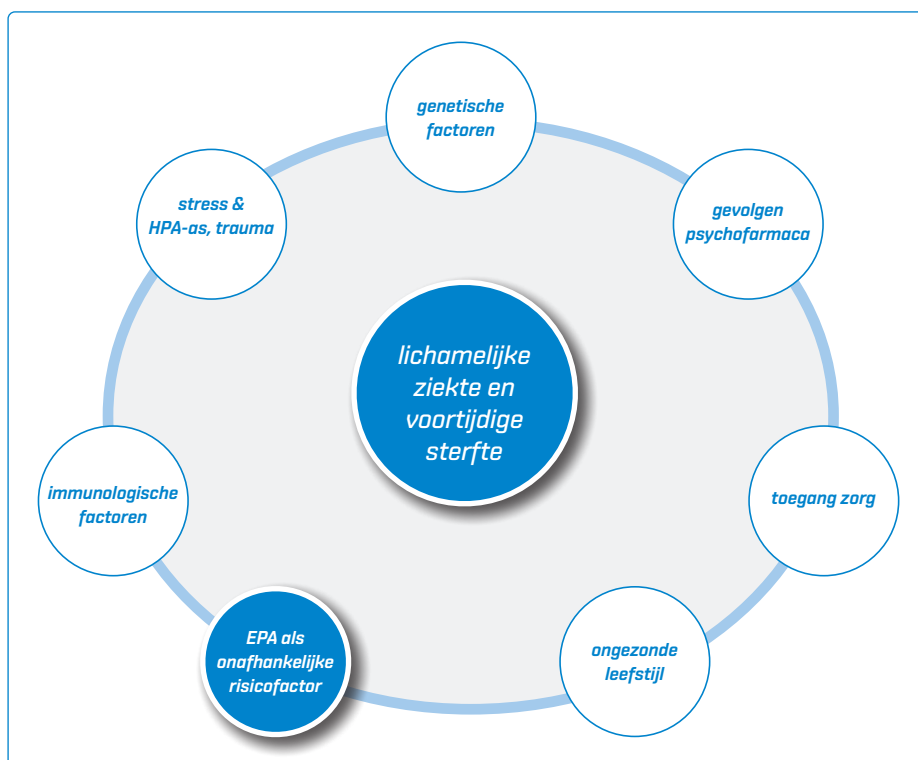 genetische
factoren
stress &
HPA-as, trauma
gevolgen
psychofarmaca
lichamelijke
ziekte en
voortijdige
sterfte
immunologische
factoren
toegang zorg
EPA als
onafhankelijke
risicofactor
ongezonde
leefstijl